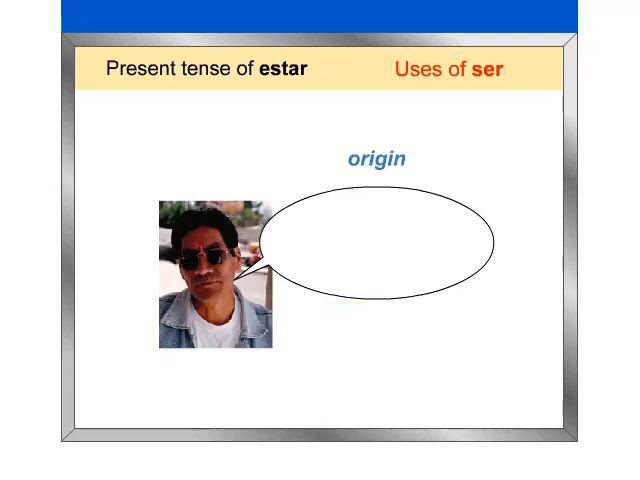 Present tense of estar
Uses of ser
origin